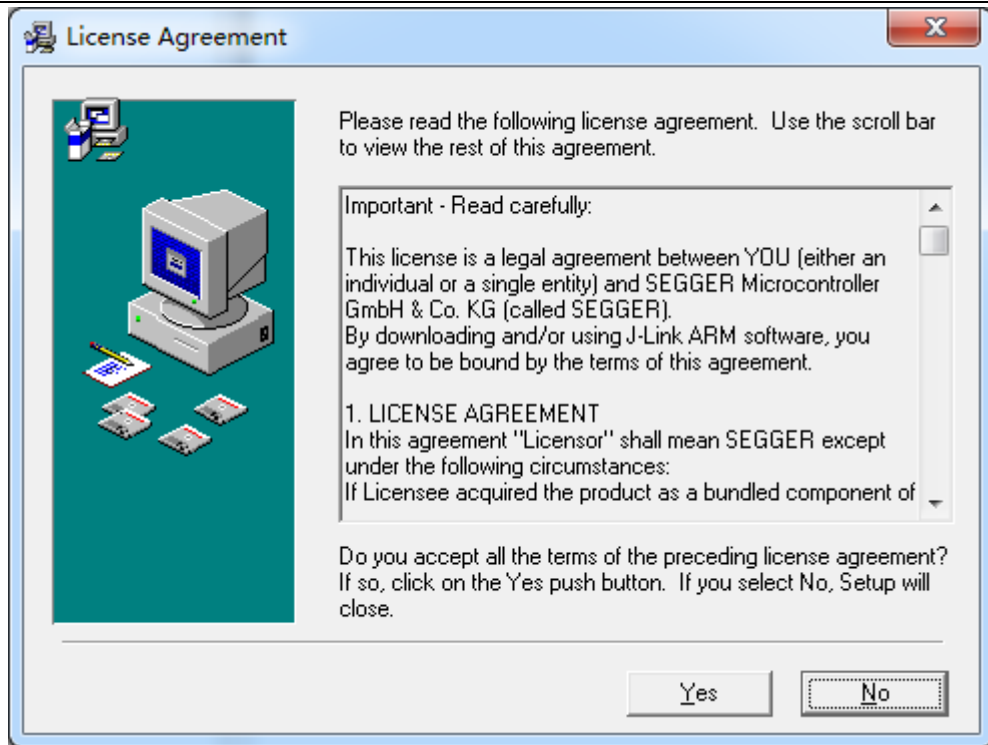 License Agreement
Please read the following license agreement.  Use the scroll bar
to view the rest of this agreement.
Important - Read carefully:
This license is a legal agreement between YOU (either an
individual or a single entity) and SEGGER Microcontroller
GmbH & Co. KG (called SEGGER).
By downloading and/or using J-Link ARM software, you
agree to be bound by the terms of this agreement.
1. LICENSE AGREEMENT
In this agreement "Licensor" shall mean SEGGER except
under the following circumstances:
If Licensee acquired the product as a bundled component of
Do you accept all the terms of the preceding license agreement?
If so, click on the Yes push button.  If you select No, Setup will
close.
Yes
No